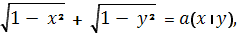 √1 − x² + √1 − y² = a(x ı y),